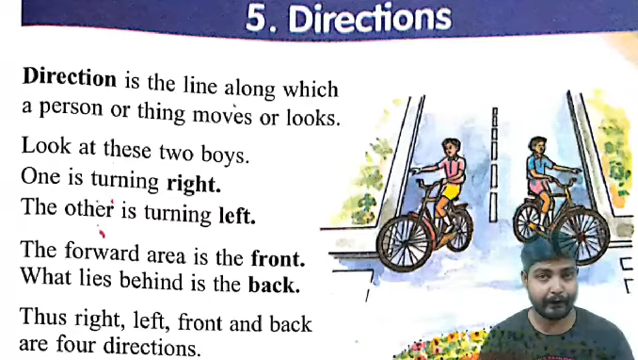 5. Directions
Direction is the line along which
a person or thing moves or looks.
Look at these two boys.
One is turning right.
The other is turning left.
The forward area is the front.
What lies behind is the back.
Thus right, left, front and back
are four directions.